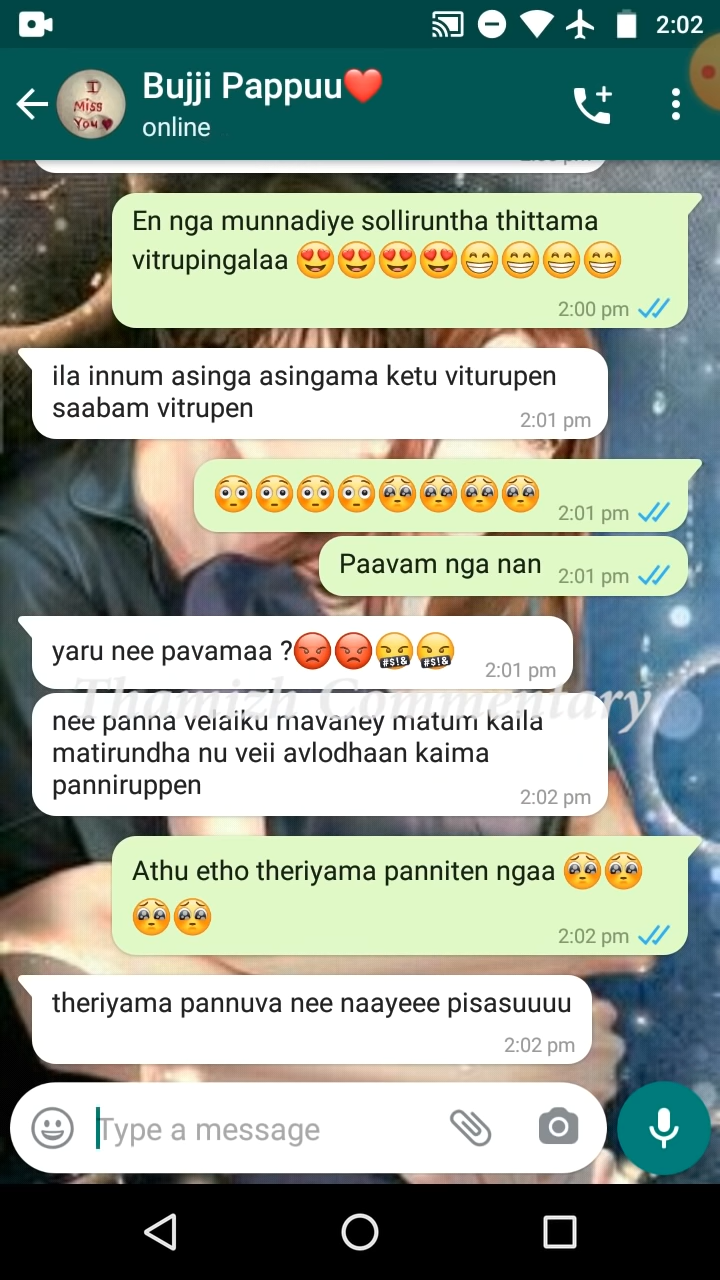 2:02
I
Miss
You
Bujji Pappuu❤️
online
En nga munnadiye solliruntha thittama
vitrupingalaa 😍😍😍😍😁😁😁😁
2:00 pm
ila innum asinga asingama ketu viturupen
saabam vitrupen
2:01 pm
😳😳😳😳🥺🥺🥺🥺 2:01 pm
Paavam nga nan 2:01 pm
yaru nee pavamaa ?😡😡🤬🤬
2:01 pm
Thamizh Commentary
nee panna velaiku mavaney matum kaila
matirundha nu veii avlodhaan kaima
panniruppen
2:02 pm
Athu etho theriyama panniten ngaa 🥺🥺
🥺🥺
2:02 pm
theriyama pannuva nee naayeee pisasuuuu
2:02 pm
Type a message